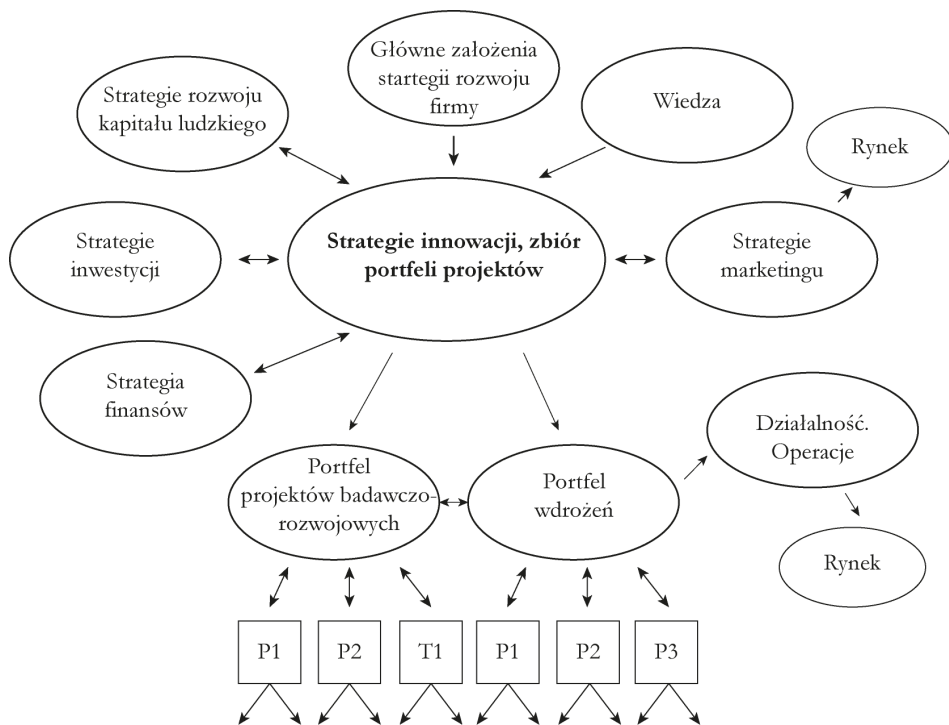 Główne założenia
startegii rozwoju
firmy
Strategie rozwoju
kapitału ludzkiego
Wiedza
Rynek
Strategie innowacji, zbiór
portfeli projektów
Strategie
inwestycji
Strategie
marketingu
Strategia
finansów
Działalność.
Operacje
Portfel
projektów badawczo-
rozwojowych
Portfel
wdrożeń
Rynek
P1
P2
T1
P1
P2
P3